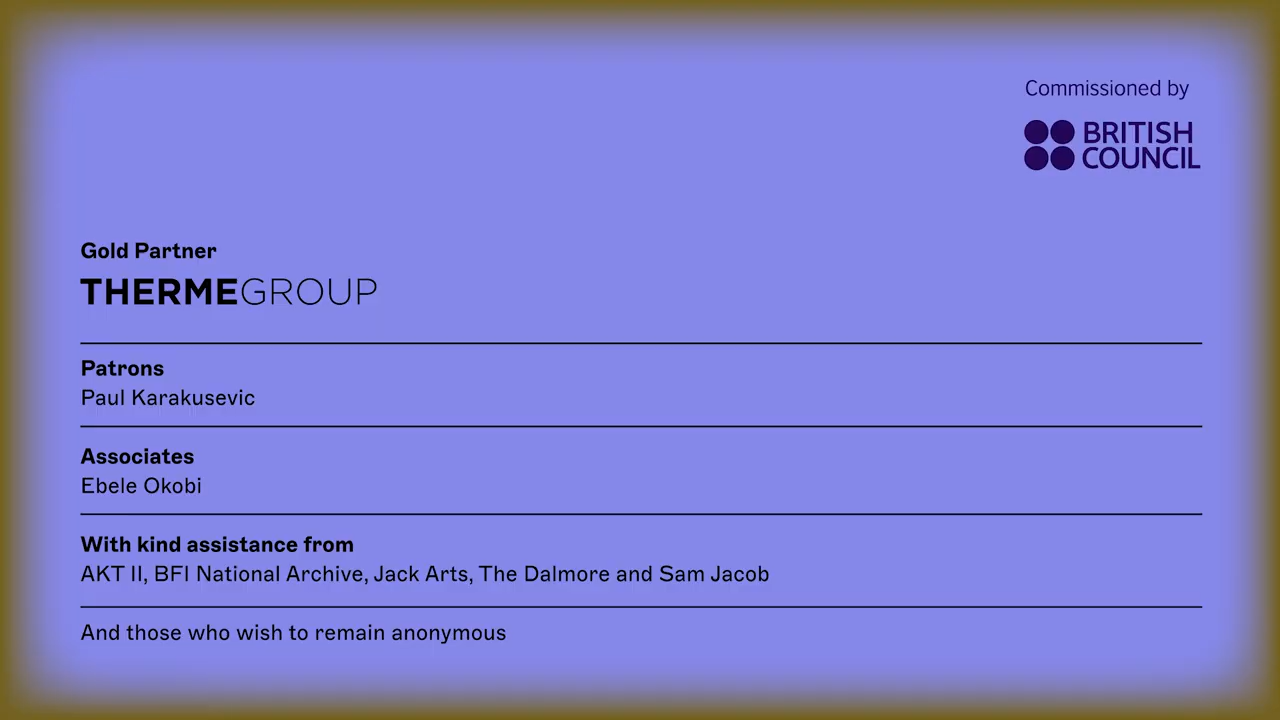 Commissioned by
BRITISH
COUNCIL
Gold Partner
THERMEGROUP
Patrons
Paul Karakusevic
Associates
Ebele Okobi
With kind assistance from
AKT II, BFI National Archive, Jack Arts, The Dalmore and Sam Jacob
And those who wish to remain anonymous